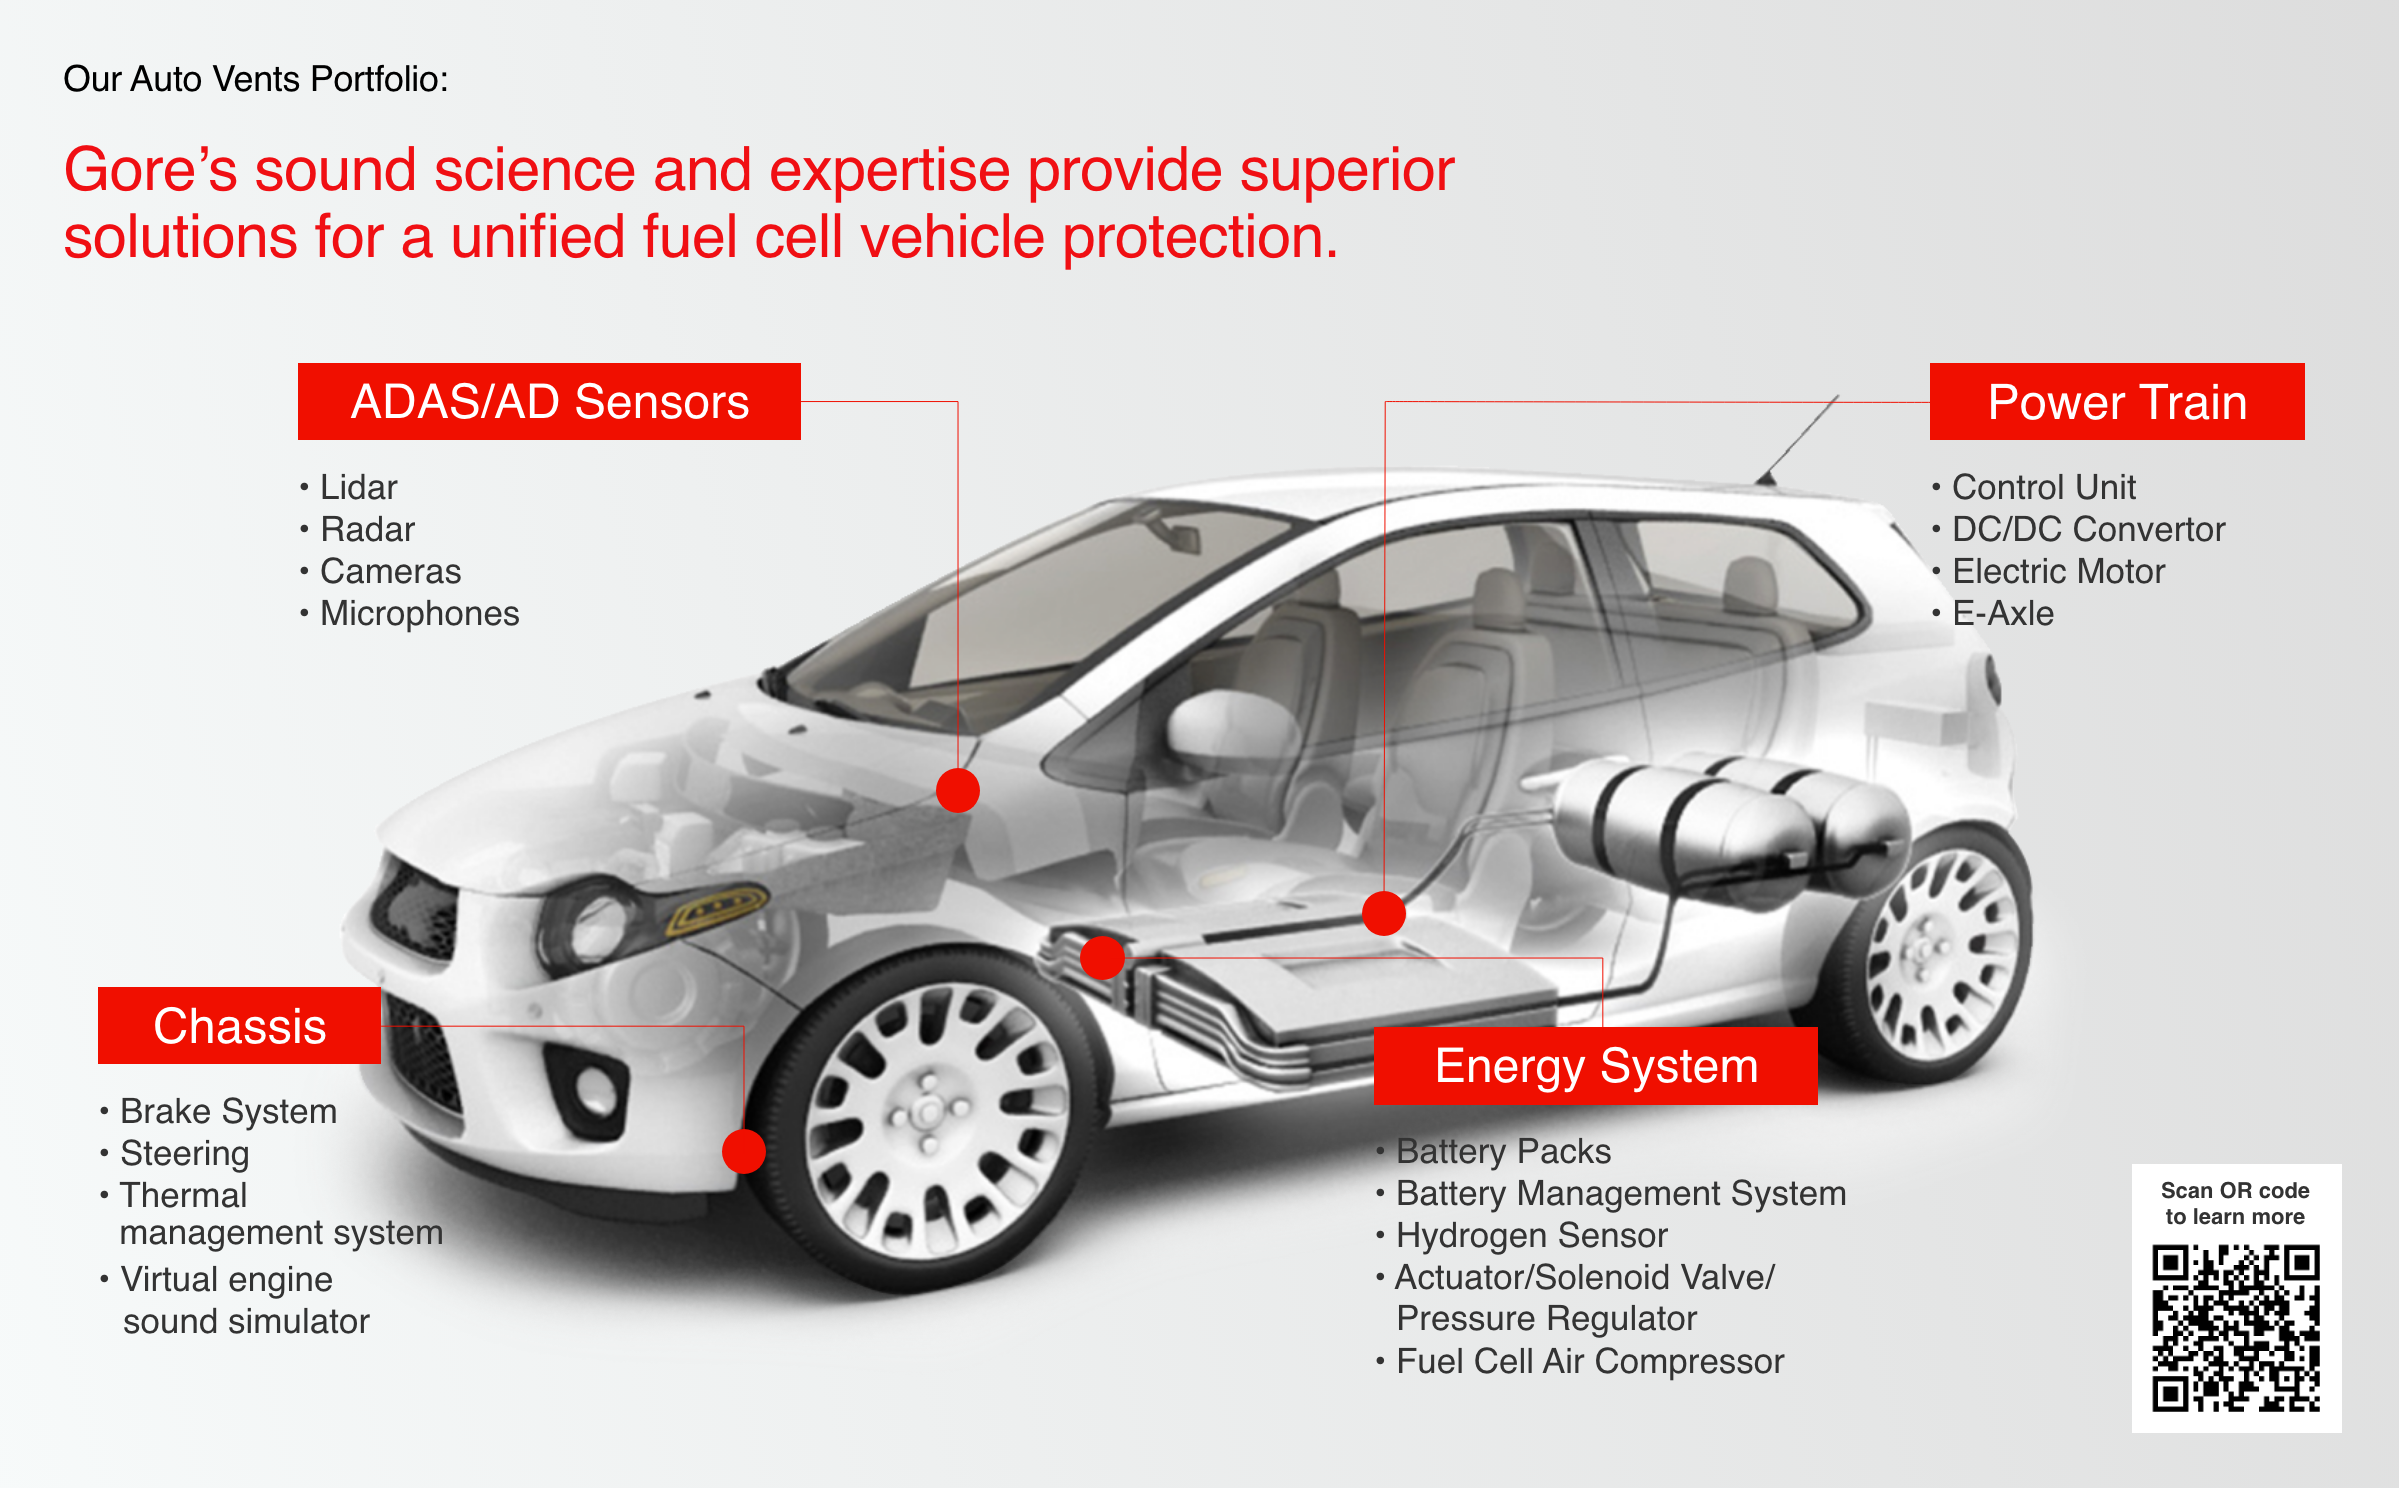 Our Auto Vents Portfolio:
Gore’s sound science and expertise provide superior
solutions for a unified fuel cell vehicle protection.
ADAS/AD Sensors
• Lidar
• Radar
• Cameras
• Microphones
Power Train
• Control Unit
• DC/DC Convertor
• Electric Motor
• E-Axle
Chassis
• Brake System
• Steering
• Thermal
management system
• Virtual engine
sound simulator
Energy System
• Battery Packs
• Battery Management System
• Hydrogen Sensor
• Actuator/Solenoid Valve/
Pressure Regulator
• Fuel Cell Air Compressor
Scan OR code
to learn more